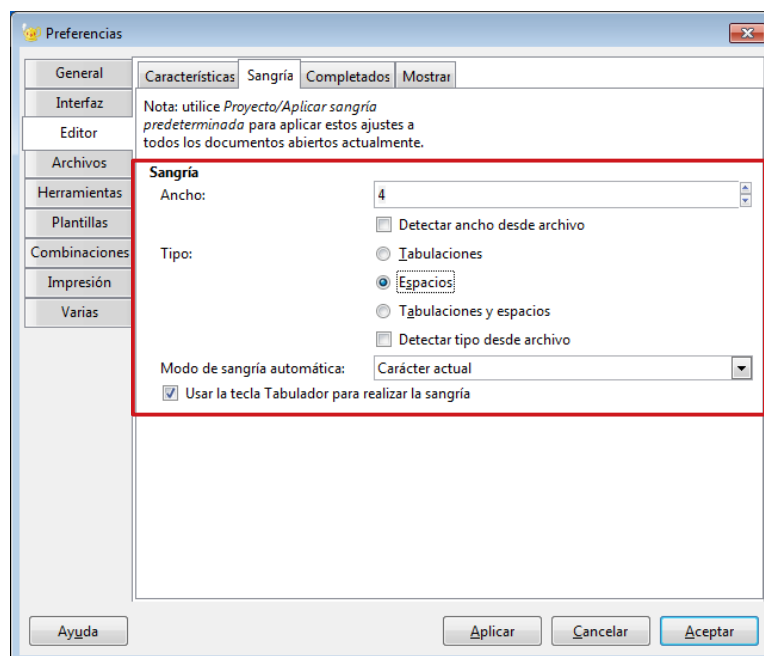 Preferencias
General
Interfaz
Editor
Archivos
Herramientas
Plantillas
Combinaciones
Impresión
Varias
Características Sangría Completados Mostrar
Nota: utilice Proyecto/Aplicar sangría
predeterminada para aplicar estos ajustes a
todos los documentos abiertos actualmente.
Sangría
Ancho: 4
Detectar ancho desde archivo
Tipo: Tabulaciones
Espacios
Tabulaciones y espacios
Detectar tipo desde archivo
Modo de sangría automática: Carácter actual
Usar la tecla Tabulador para realizar la sangría
Ayuda Aplicar Cancelar Aceptar